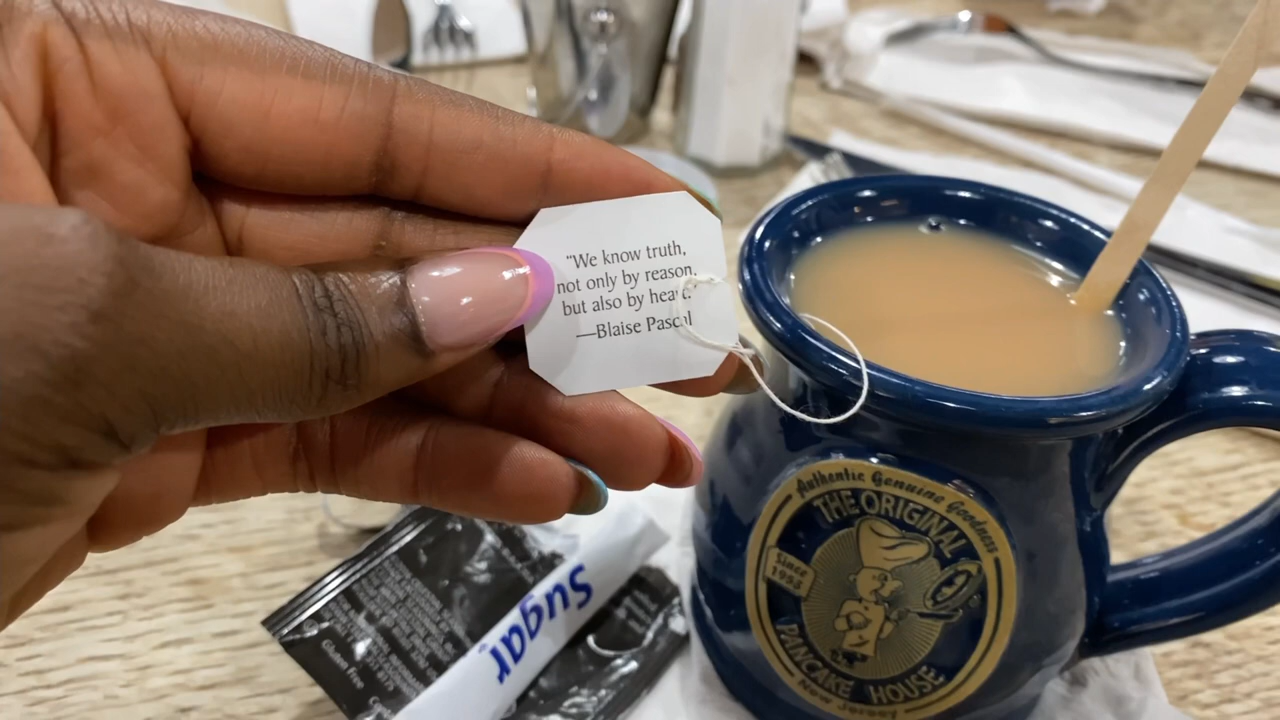 "We know truth,
not only by reason,
but also by heart."
—Blaise Pascal
Authentic Genuine Goodness
THE ORIGINAL
Since
1953
PANCAKE HOUSE
New Jersey
Sugar
Gluten free